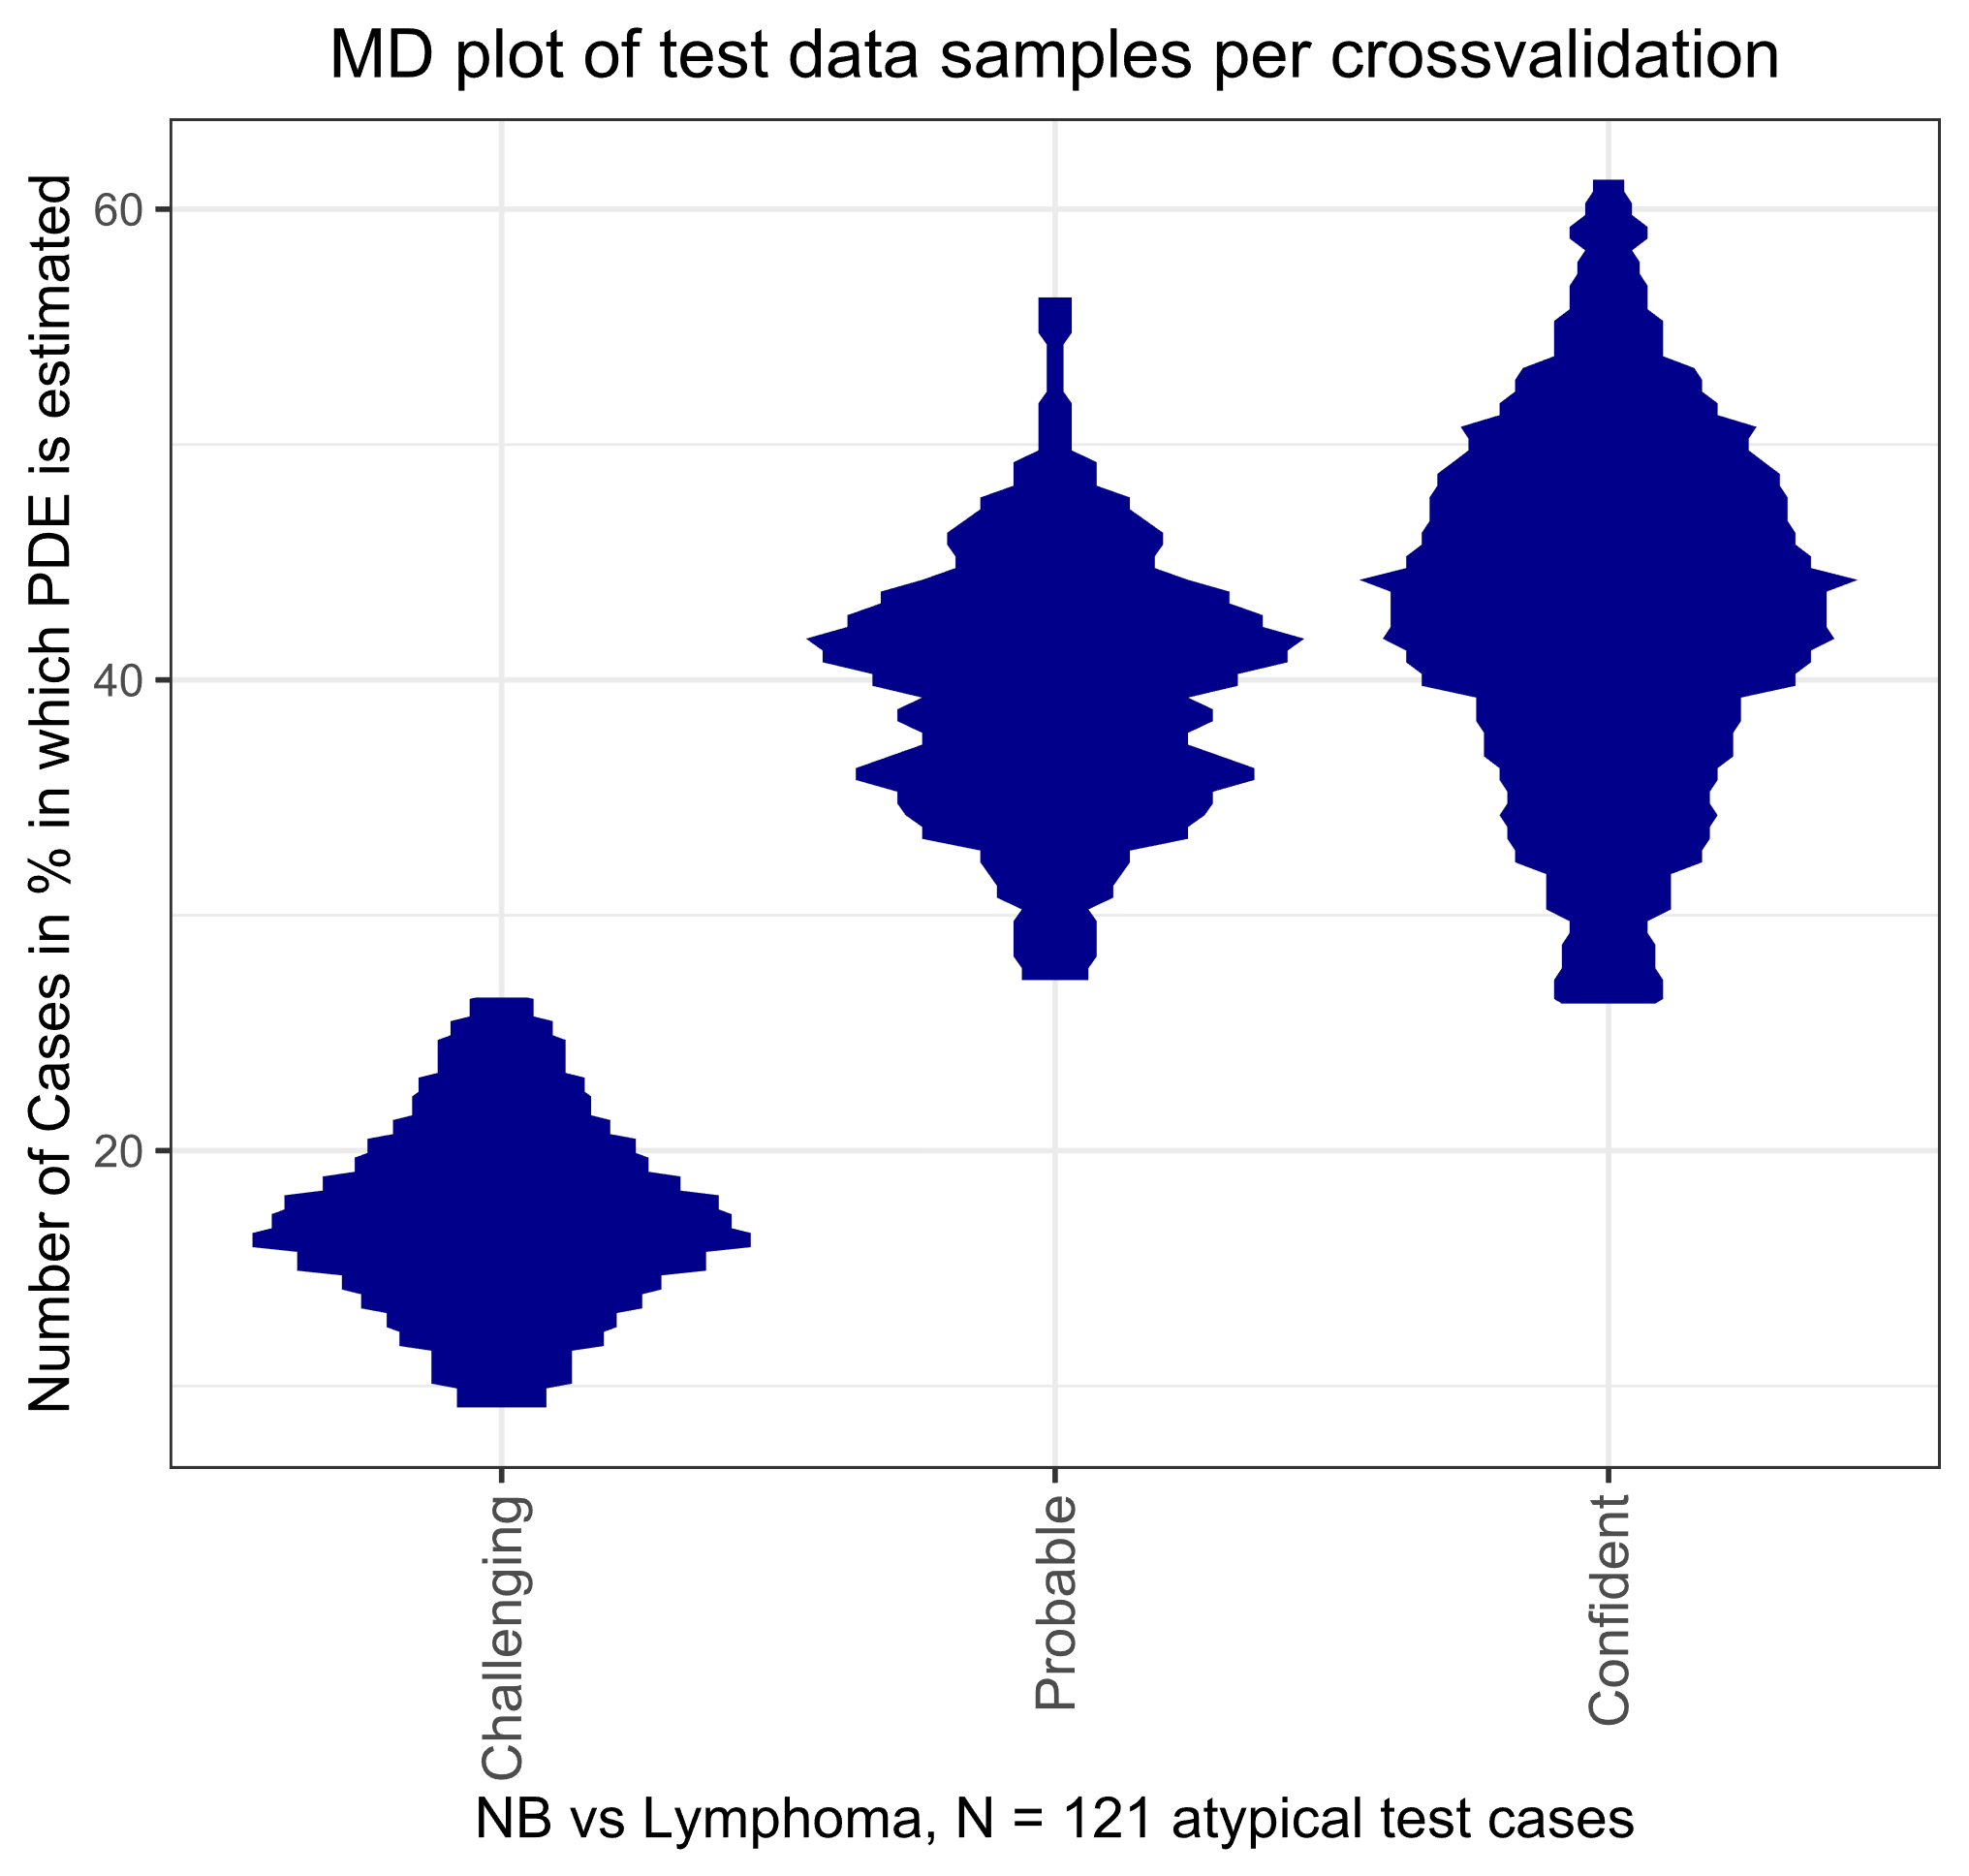 MD plot of test data samples per crossvalidation
Number of Cases in % in which PDE is estimated
60
40
20
Challenging
Probable
Confident
NB vs Lymphoma, N = 121 atypical test cases